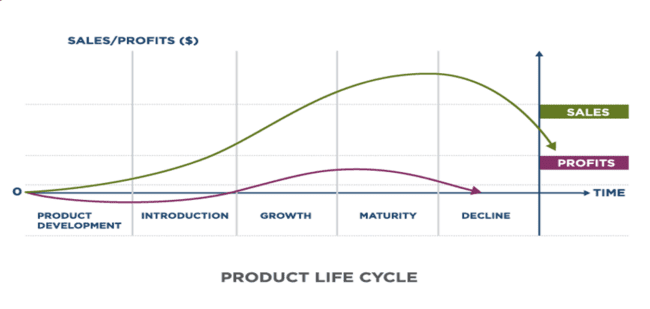 SALES/PROFITS ($)
SALES
PROFITS
0
TIME
PRODUCT
DEVELOPMENT
INTRODUCTION
GROWTH
MATURITY
DECLINE
PRODUCT LIFE CYCLE